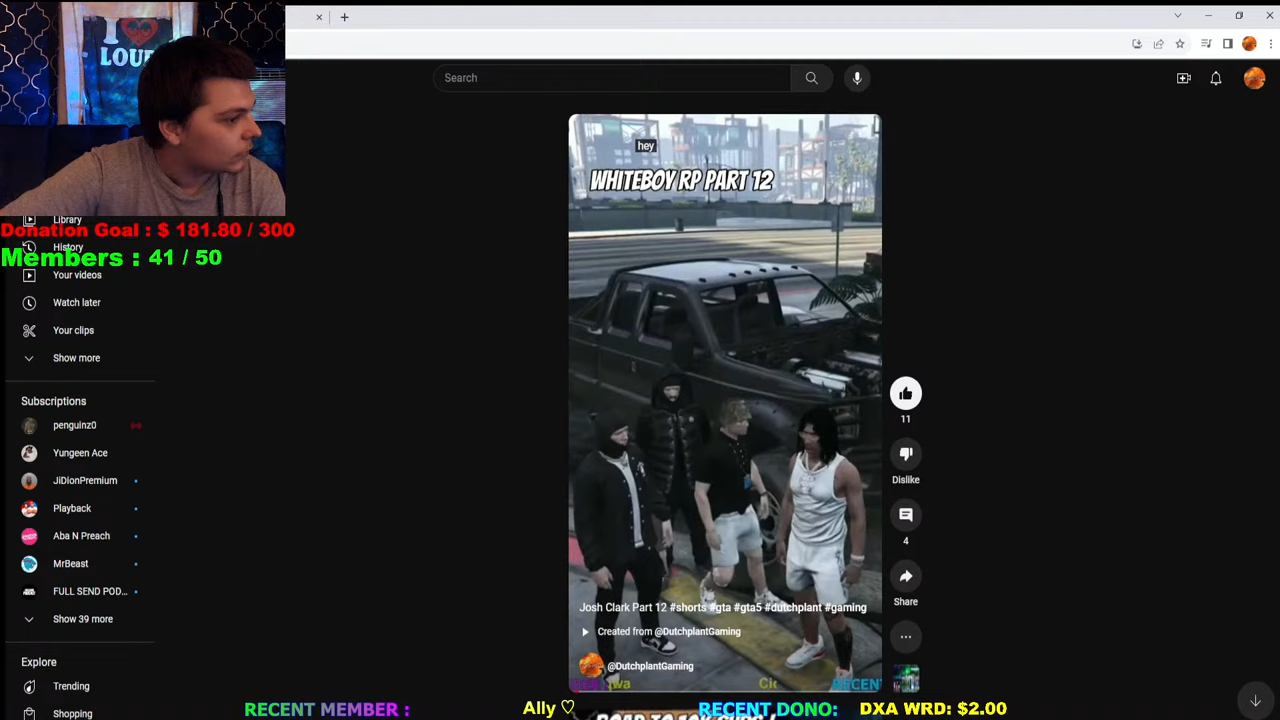 I
LOUD
Search
hey
WHITEBOY RP PART 12
Library
Donation Goal : $ 181.80 / 300
History
Members : 41 / 50
Your videos
Watch later
Your clips
Show more
Subscriptions
penguinz0
Yungeen Ace
JiDionPremium
Playback
Aba N Preach
MrBeast
FULL SEND POD...
Show 39 more
Explore
Trending
Shopping
11
Dislike
4
Share
Josh Clark Part 12 #shorts #gta #gta5 #dutchplant #gaming
Created from @DutchplantGaming
@DutchplantGaming
RECENT
RECENT MEMBER :
Ally ♡
RECENT DONO:
DXA WRD: $2.00